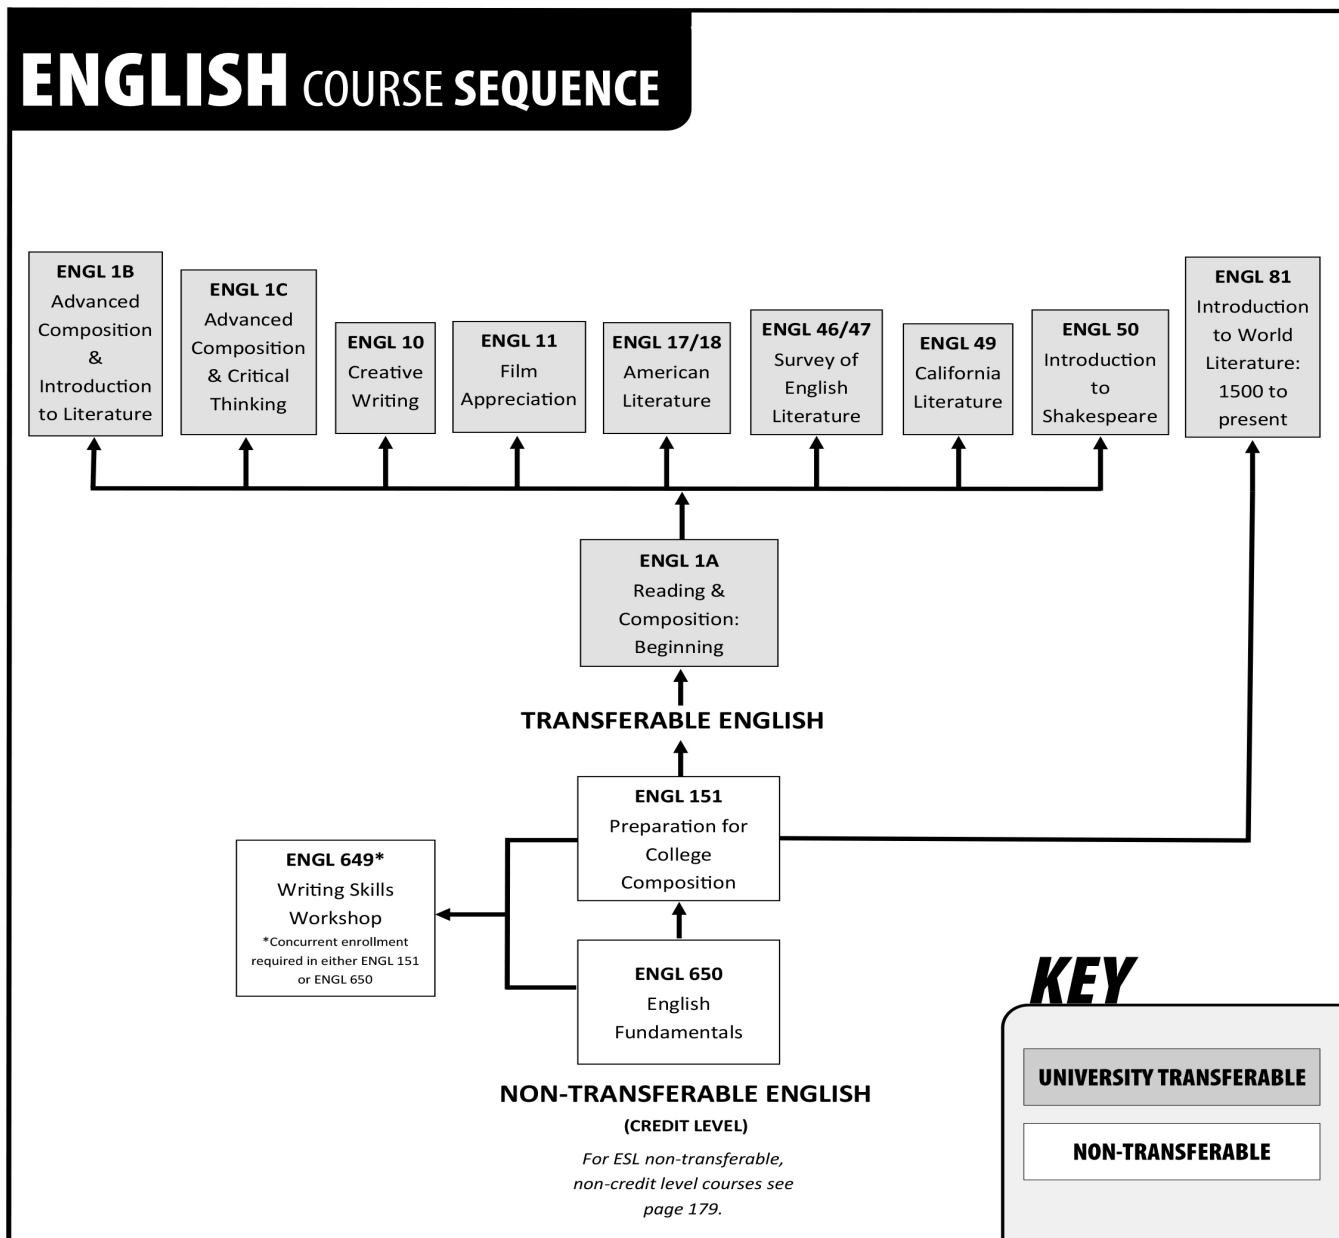 ENGLISH COURSE SEQUENCE
ENGL 1B
Advanced
Composition
&
Introduction
to Literature
ENGL 1C
Advanced
Composition
& Critical
Thinking
ENGL 10
Creative
Writing
ENGL 11
Film
Appreciation
ENGL 17/18
American
Literature
ENGL 46/47
Survey of
English
Literature
ENGL 49
California
Literature
ENGL 50
Introduction
to
Shakespeare
ENGL 81
Introduction
to World
Literature:
1500 to
present
ENGL 1A
Reading &
Composition:
Beginning
TRANSFERABLE ENGLISH
ENGL 151
Preparation for
College
Composition
ENGL 649*
Writing Skills
Workshop
*Concurrent enrollment
required in either ENGL 151
or ENGL 650
ENGL 650
English
Fundamentals
NON-TRANSFERABLE ENGLISH
(CREDIT LEVEL)
For ESL non-transferable,
non-credit level courses see
page 179.
KEY
UNIVERSITY TRANSFERABLE
NON-TRANSFERABLE